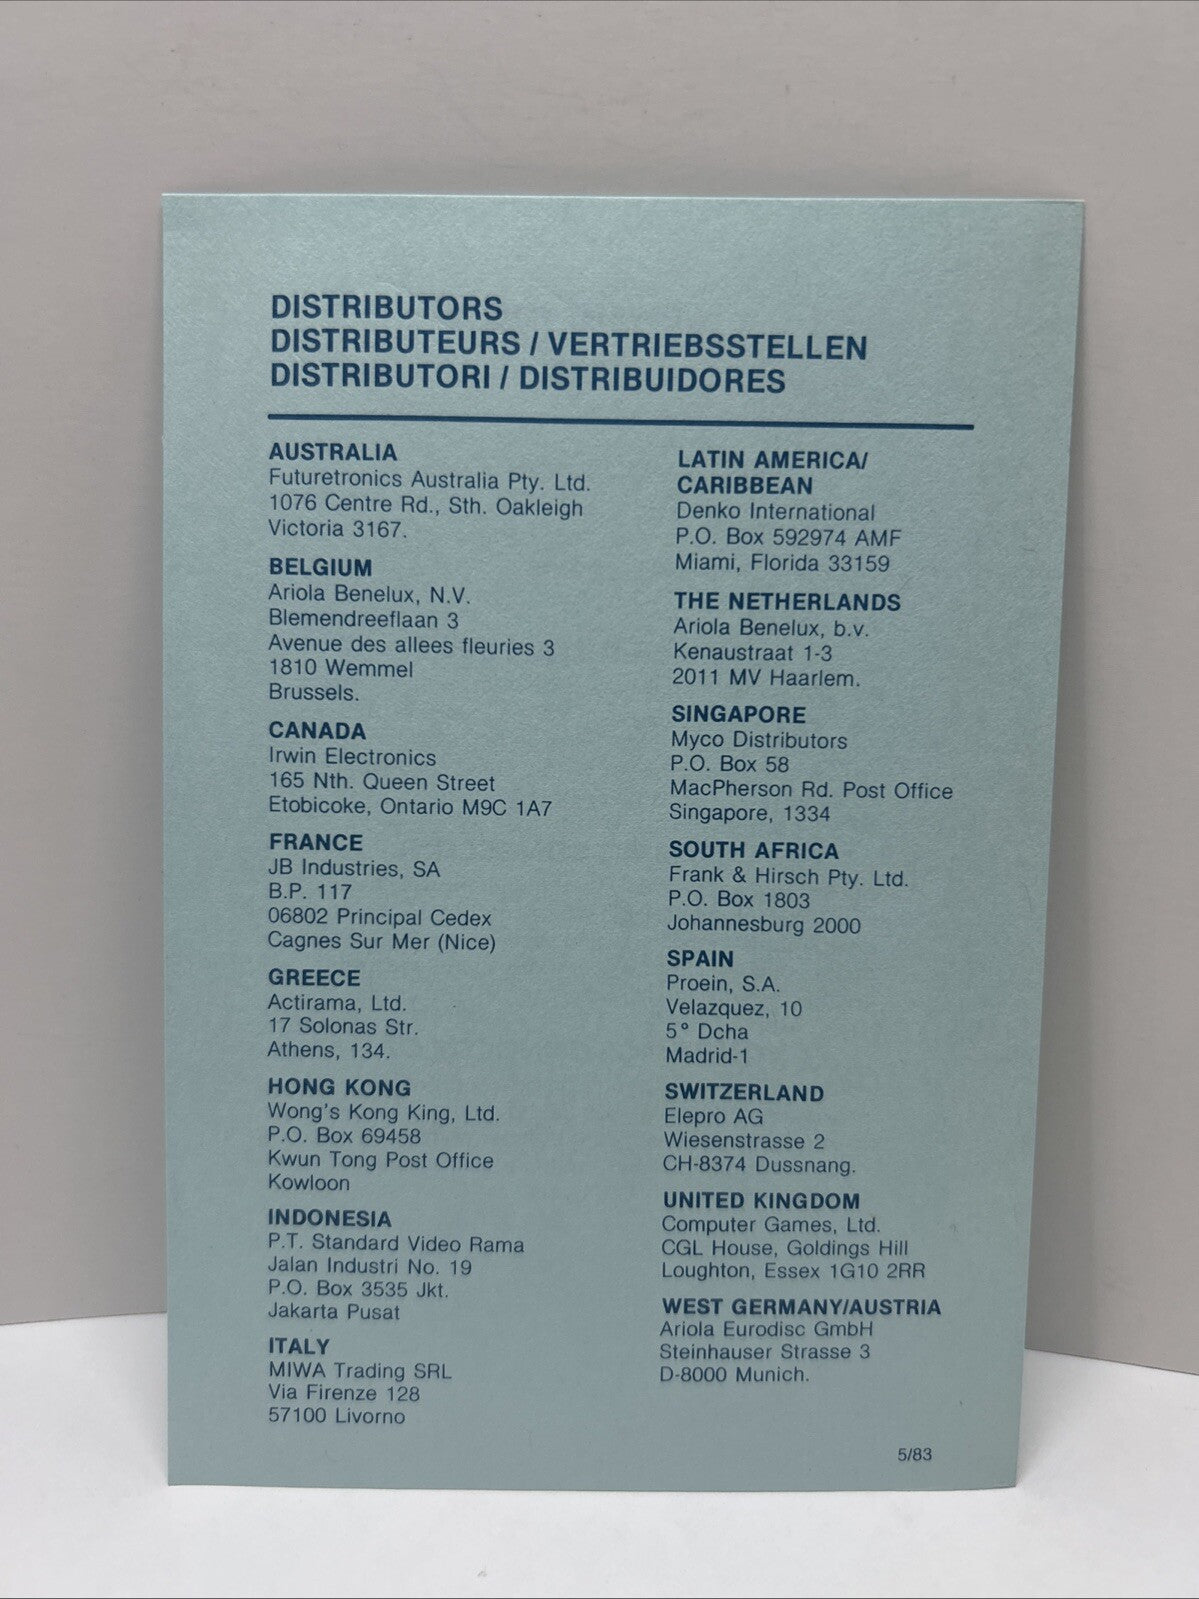 DISTRIBUTORS
DISTRIBUTEURS / VERTRIEBSSTELLEN
DISTRIBUTORI / DISTRIBUIDORES
AUSTRALIA
Futuretronics Australia Pty. Ltd.
1076 Centre Rd., Sth. Oakleigh
Victoria 3167.
BELGIUM
Ariola Benelux, N.V.
Blemendreeflaan 3
Avenue des allees fleuries 3
1810 Wemmel
Brussels.
CANADA
Irwin Electronics
165 Nth. Queen Street
Etobicoke, Ontario M9C 1A7
FRANCE
JB Industries, SA
B.P. 117
06802 Principal Cedex
Cagnes Sur Mer (Nice)
GREECE
Actirama, Ltd.
17 Solonas Str.
Athens, 134.
HONG KONG
Wong's Kong King, Ltd.
P.O. Box 69458
Kwun Tong Post Office
Kowloon
INDONESIA
P.T. Standard Video Rama
Jalan Industri No. 19
P.O. Box 3535 Jkt.
Jakarta Pusat
ITALY
MIWA Trading SRL
Via Firenze 128
57100 Livorno
LATIN AMERICA/
CARIBBEAN
Denko International
P.O. Box 592974 AMF
Miami, Florida 33159
THE NETHERLANDS
Ariola Benelux, b.v.
Kenaustraat 1-3
2011 MV Haarlem.
SINGAPORE
Myco Distributors
P.O. Box 58
MacPherson Rd. Post Office
Singapore, 1334
SOUTH AFRICA
Frank & Hirsch Pty. Ltd.
P.O. Box 1803
Johannesburg 2000
SPAIN
Proein, S.A.
Velazquez, 10
5° Dcha
Madrid-1
SWITZERLAND
Elepro AG
Wiesenstrasse 2
CH-8374 Dussnang.
UNITED KINGDOM
Computer Games, Ltd.
CGL House, Goldings Hill
Loughton, Essex 1G10 2RR
WEST GERMANY/AUSTRIA
Ariola Eurodisc GmbH
Steinhauser Strasse 3
D-8000 Munich.
5/83